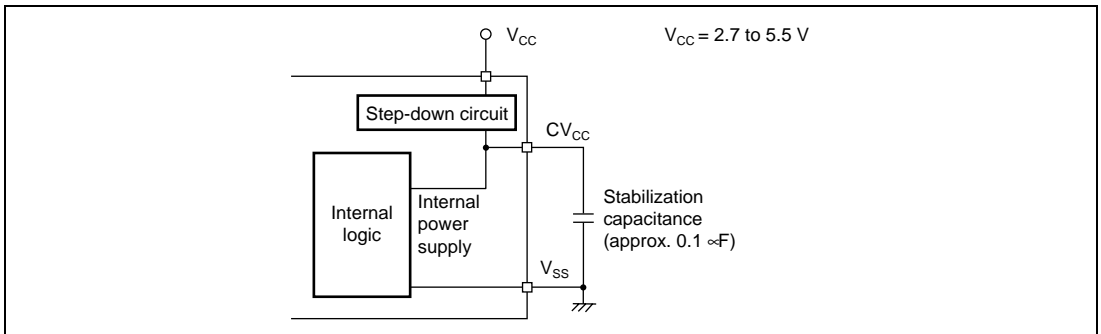 V_CC
V_CC = 2.7 to 5.5 V
Step-down circuit
CV_CC
Internal
logic
Internal
power
supply
Stabilization
capacitance
(approx. 0.1 ∝F)
V_SS